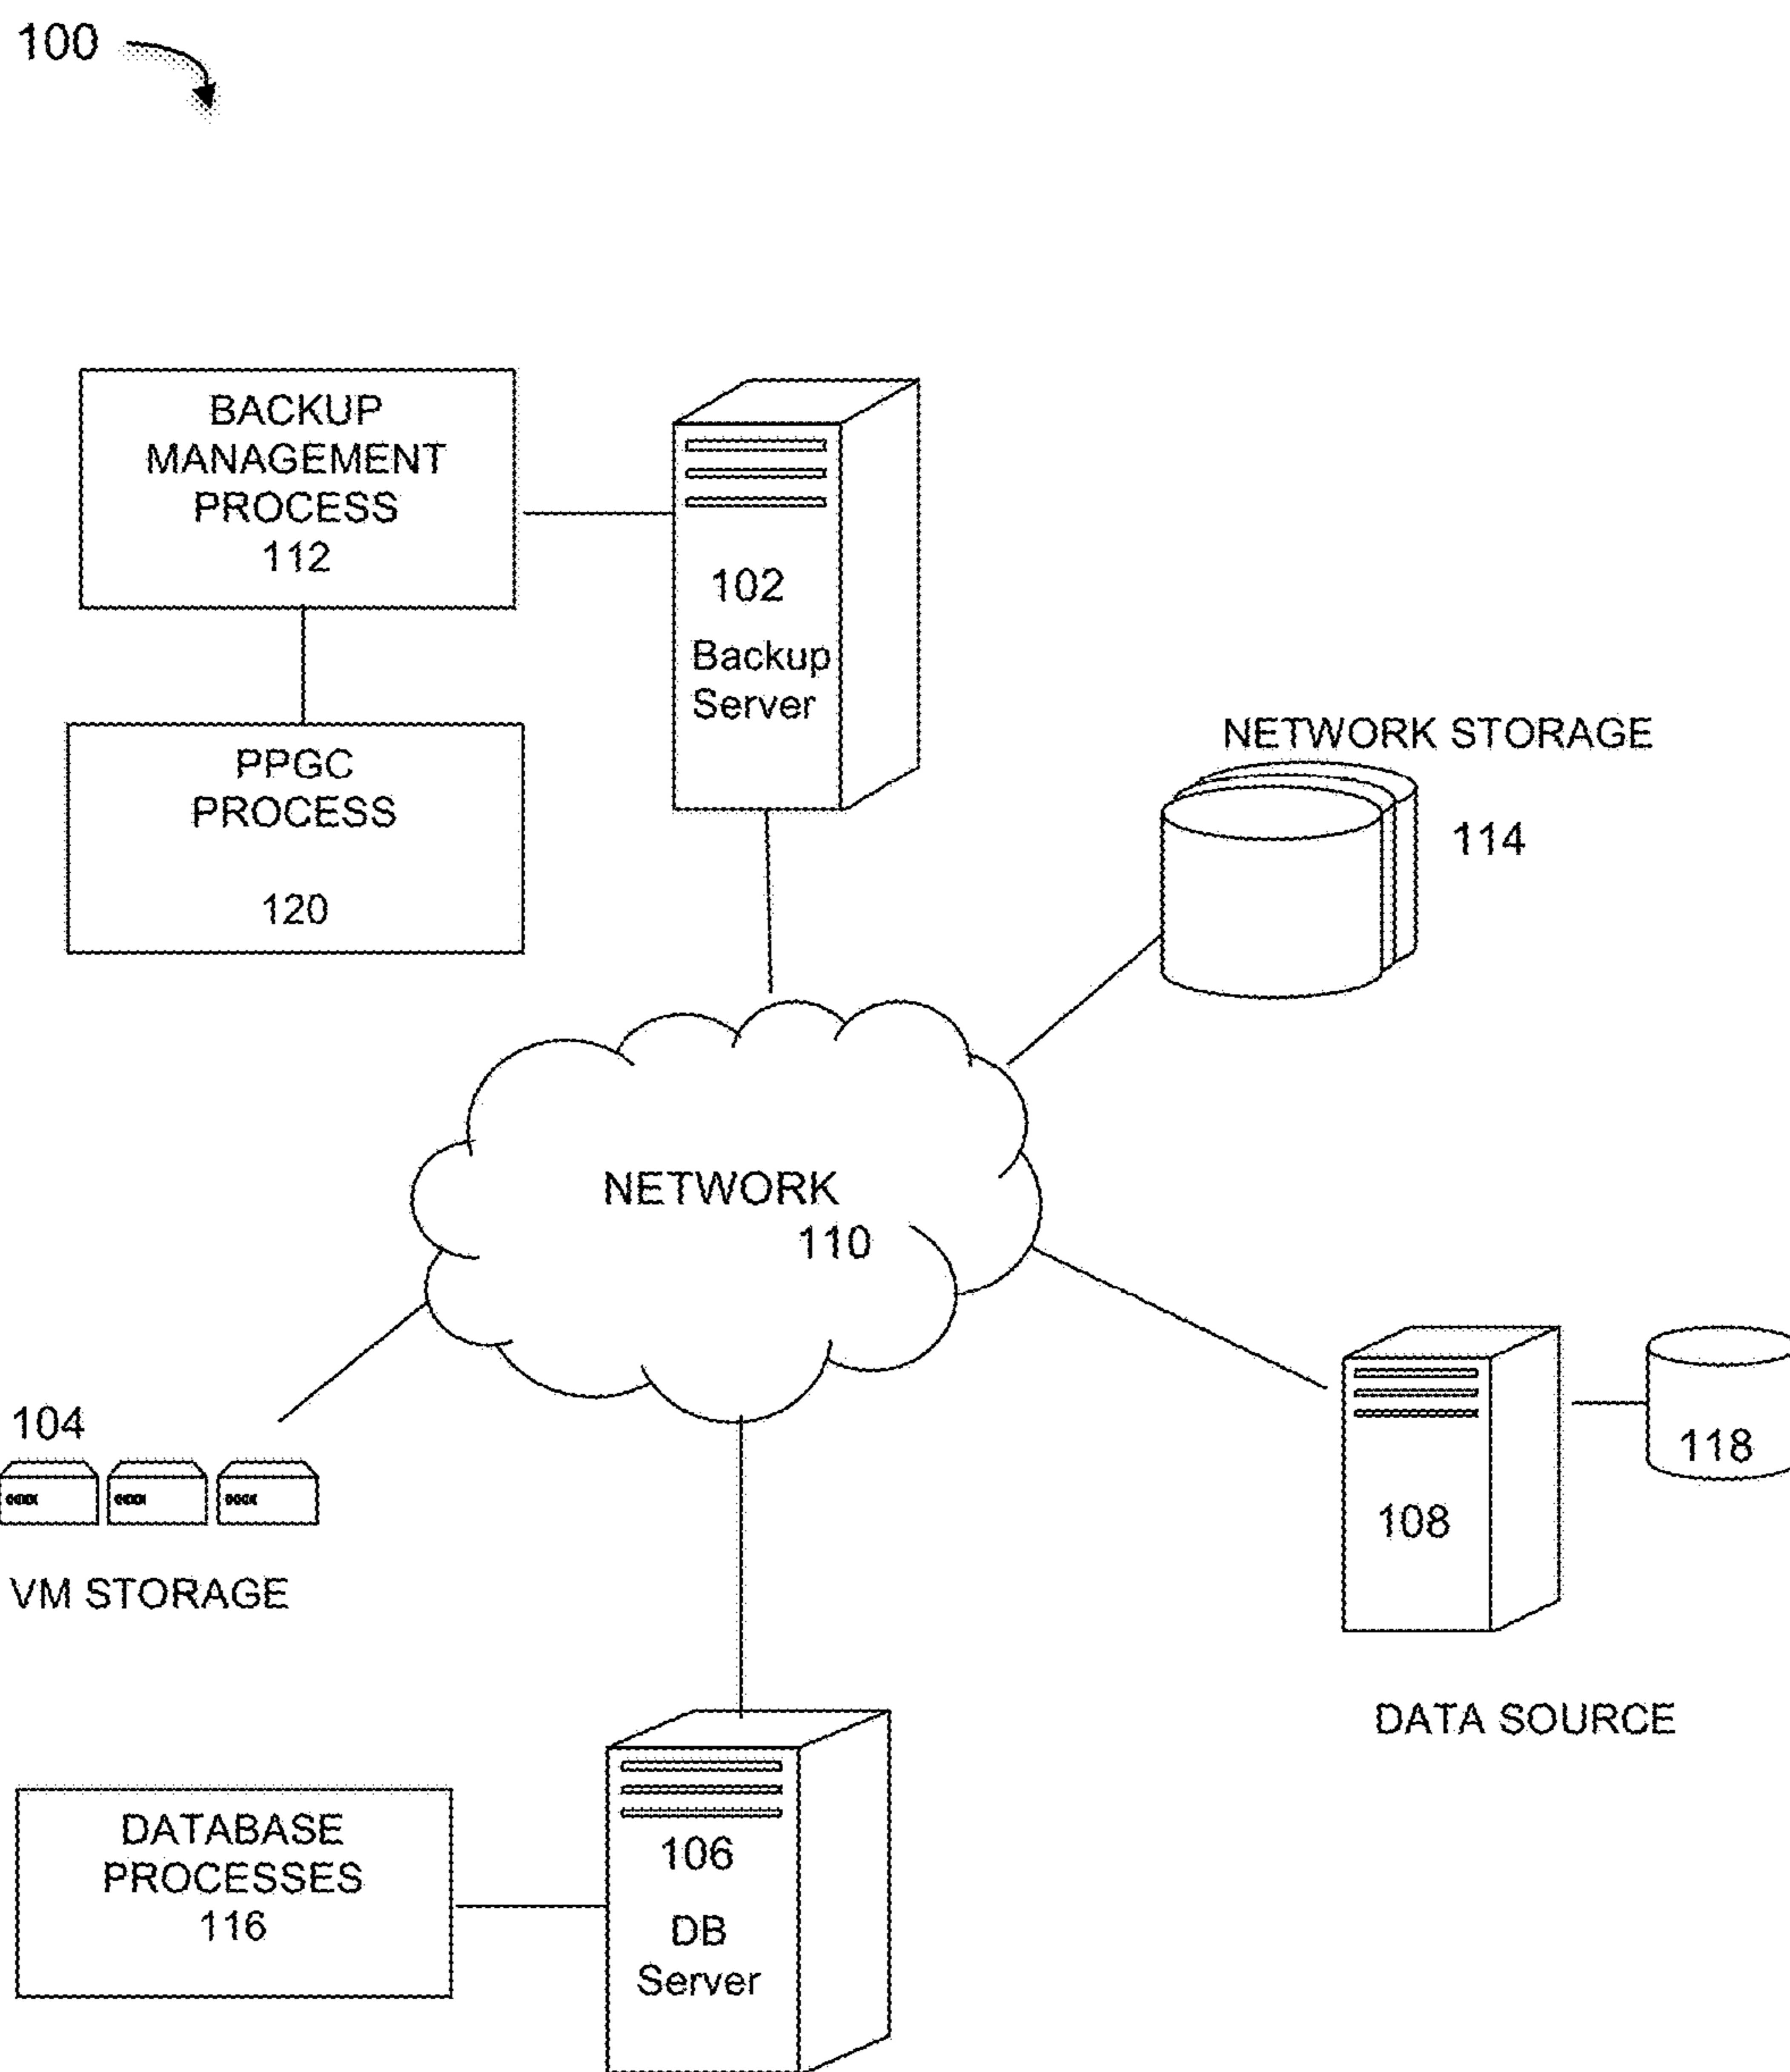 100
BACKUP
MANAGEMENT
PROCESS
112
102
Backup
Server
PPGC
PROCESS
120
NETWORK STORAGE
114
NETWORK
110
104
VM STORAGE
118
108
DATA SOURCE
DATABASE
PROCESSES
116
106
DB
Server